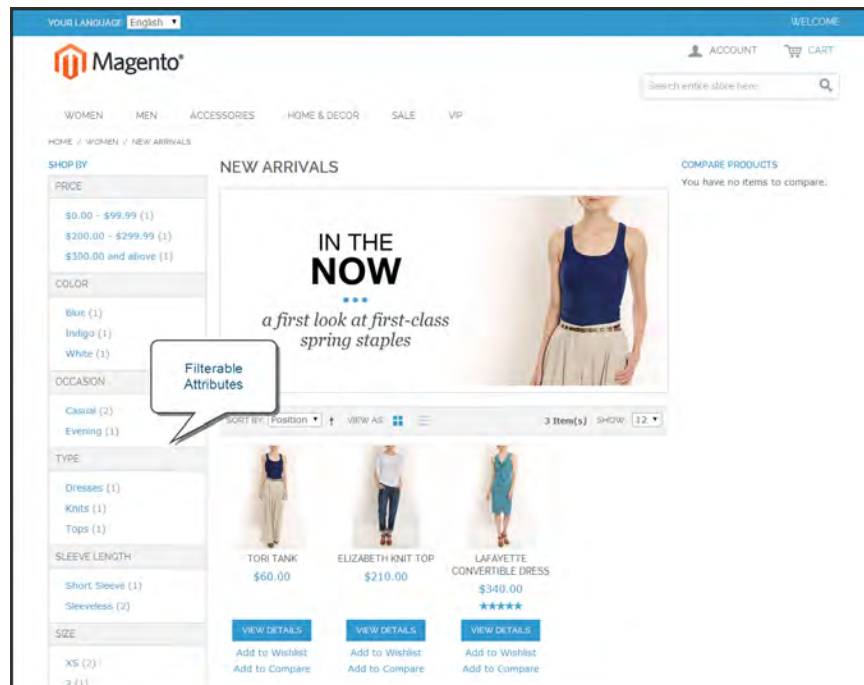 YOUR LANGUAGE: English
WELCOME
Magento®
ACCOUNT
CART
Search entire store here...
WOMEN MEN ACCESSORIES HOME & DECOR SALE VIP
HOME / WOMEN / NEW ARRIVALS
SHOP BY
PRICE
$0.00 - $99.99 (1)
$200.00 - $299.99 (1)
$300.00 and above (1)
COLOR
Blue (1)
Indigo (1)
White (1)
OCCASION
Casual (2)
Evening (1)
TYPE
Dresses (1)
Knits (1)
Tops (1)
SLEEVE LENGTH
Short Sleeve (1)
Sleeveless (2)
SIZE
XS (2)
Filterable
Attributes
NEW ARRIVALS
IN THE
NOW
a first look at first-class
spring staples
SORT BY: Position VIEW AS: 3 Item(s) SHOW: 12
TORI TANK
$60.00
VIEW DETAILS
Add to Wishlist
Add to Compare
ELIZABETH KNIT TOP
$210.00
VIEW DETAILS
Add to Wishlist
Add to Compare
LAFAYETTE
CONVERTIBLE DRESS
$340.00
VIEW DETAILS
Add to Wishlist
Add to Compare
COMPARE PRODUCTS
You have no items to compare.